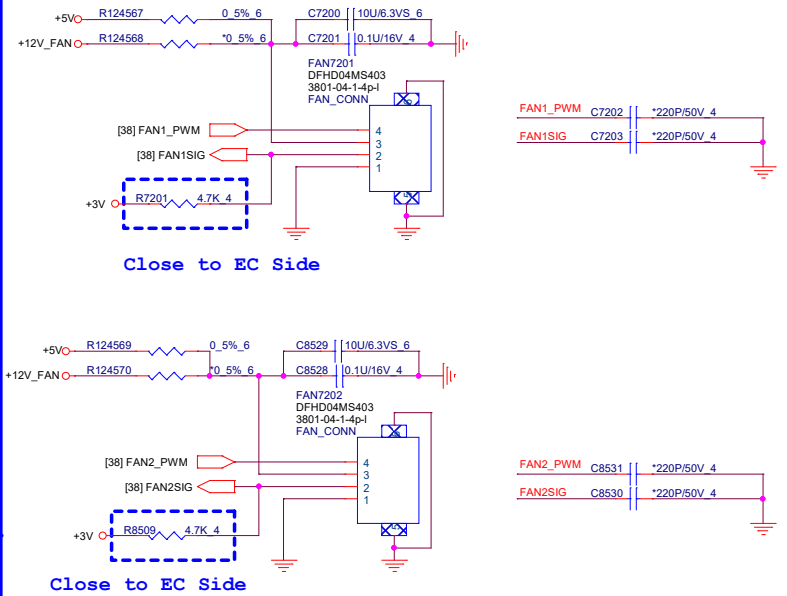 +5V R124567 0_5%_6 C7200 10U/6.3VS_6
+12V_FAN R124568 *0_5%_6 C7201 0.1U/16V_4
FAN7201
DFHD04MS403
3801-04-1-4p-l
FAN_CONN
6
[38] FAN1_PWM 4
3
[38] FAN1SIG 2
1
+3V R7201 4.7K_4
5
Close to EC Side
FAN1_PWM C7202 *220P/50V_4
FAN1SIG C7203 *220P/50V_4
+5V R124569 0_5%_6 C8529 10U/6.3VS_6
+12V_FAN R124570 *0_5%_6 C8528 0.1U/16V_4
FAN7202
DFHD04MS403
3801-04-1-4p-l
FAN_CONN
[38] FAN2_PWM 4
3
[38] FAN2SIG 2
1
+3V R8509 4.7K_4
Close to EC Side
FAN2_PWM C8531 *220P/50V_4
FAN2SIG C8530 *220P/50V_4